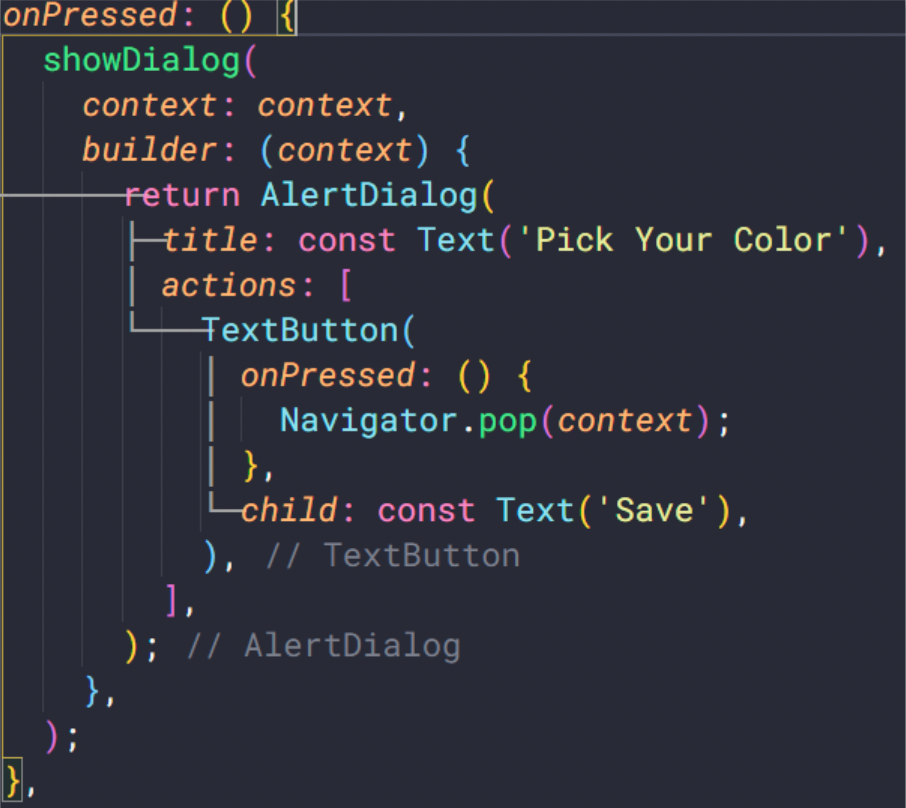 onPressed: () {
showDialog(
context: context,
builder: (context) {
return AlertDialog(
title: const Text('Pick Your Color'),
actions: [
TextButton(
onPressed: () {
Navigator.pop(context);
},
child: const Text('Save'),
), // TextButton
],
); // AlertDialog
},
);
},